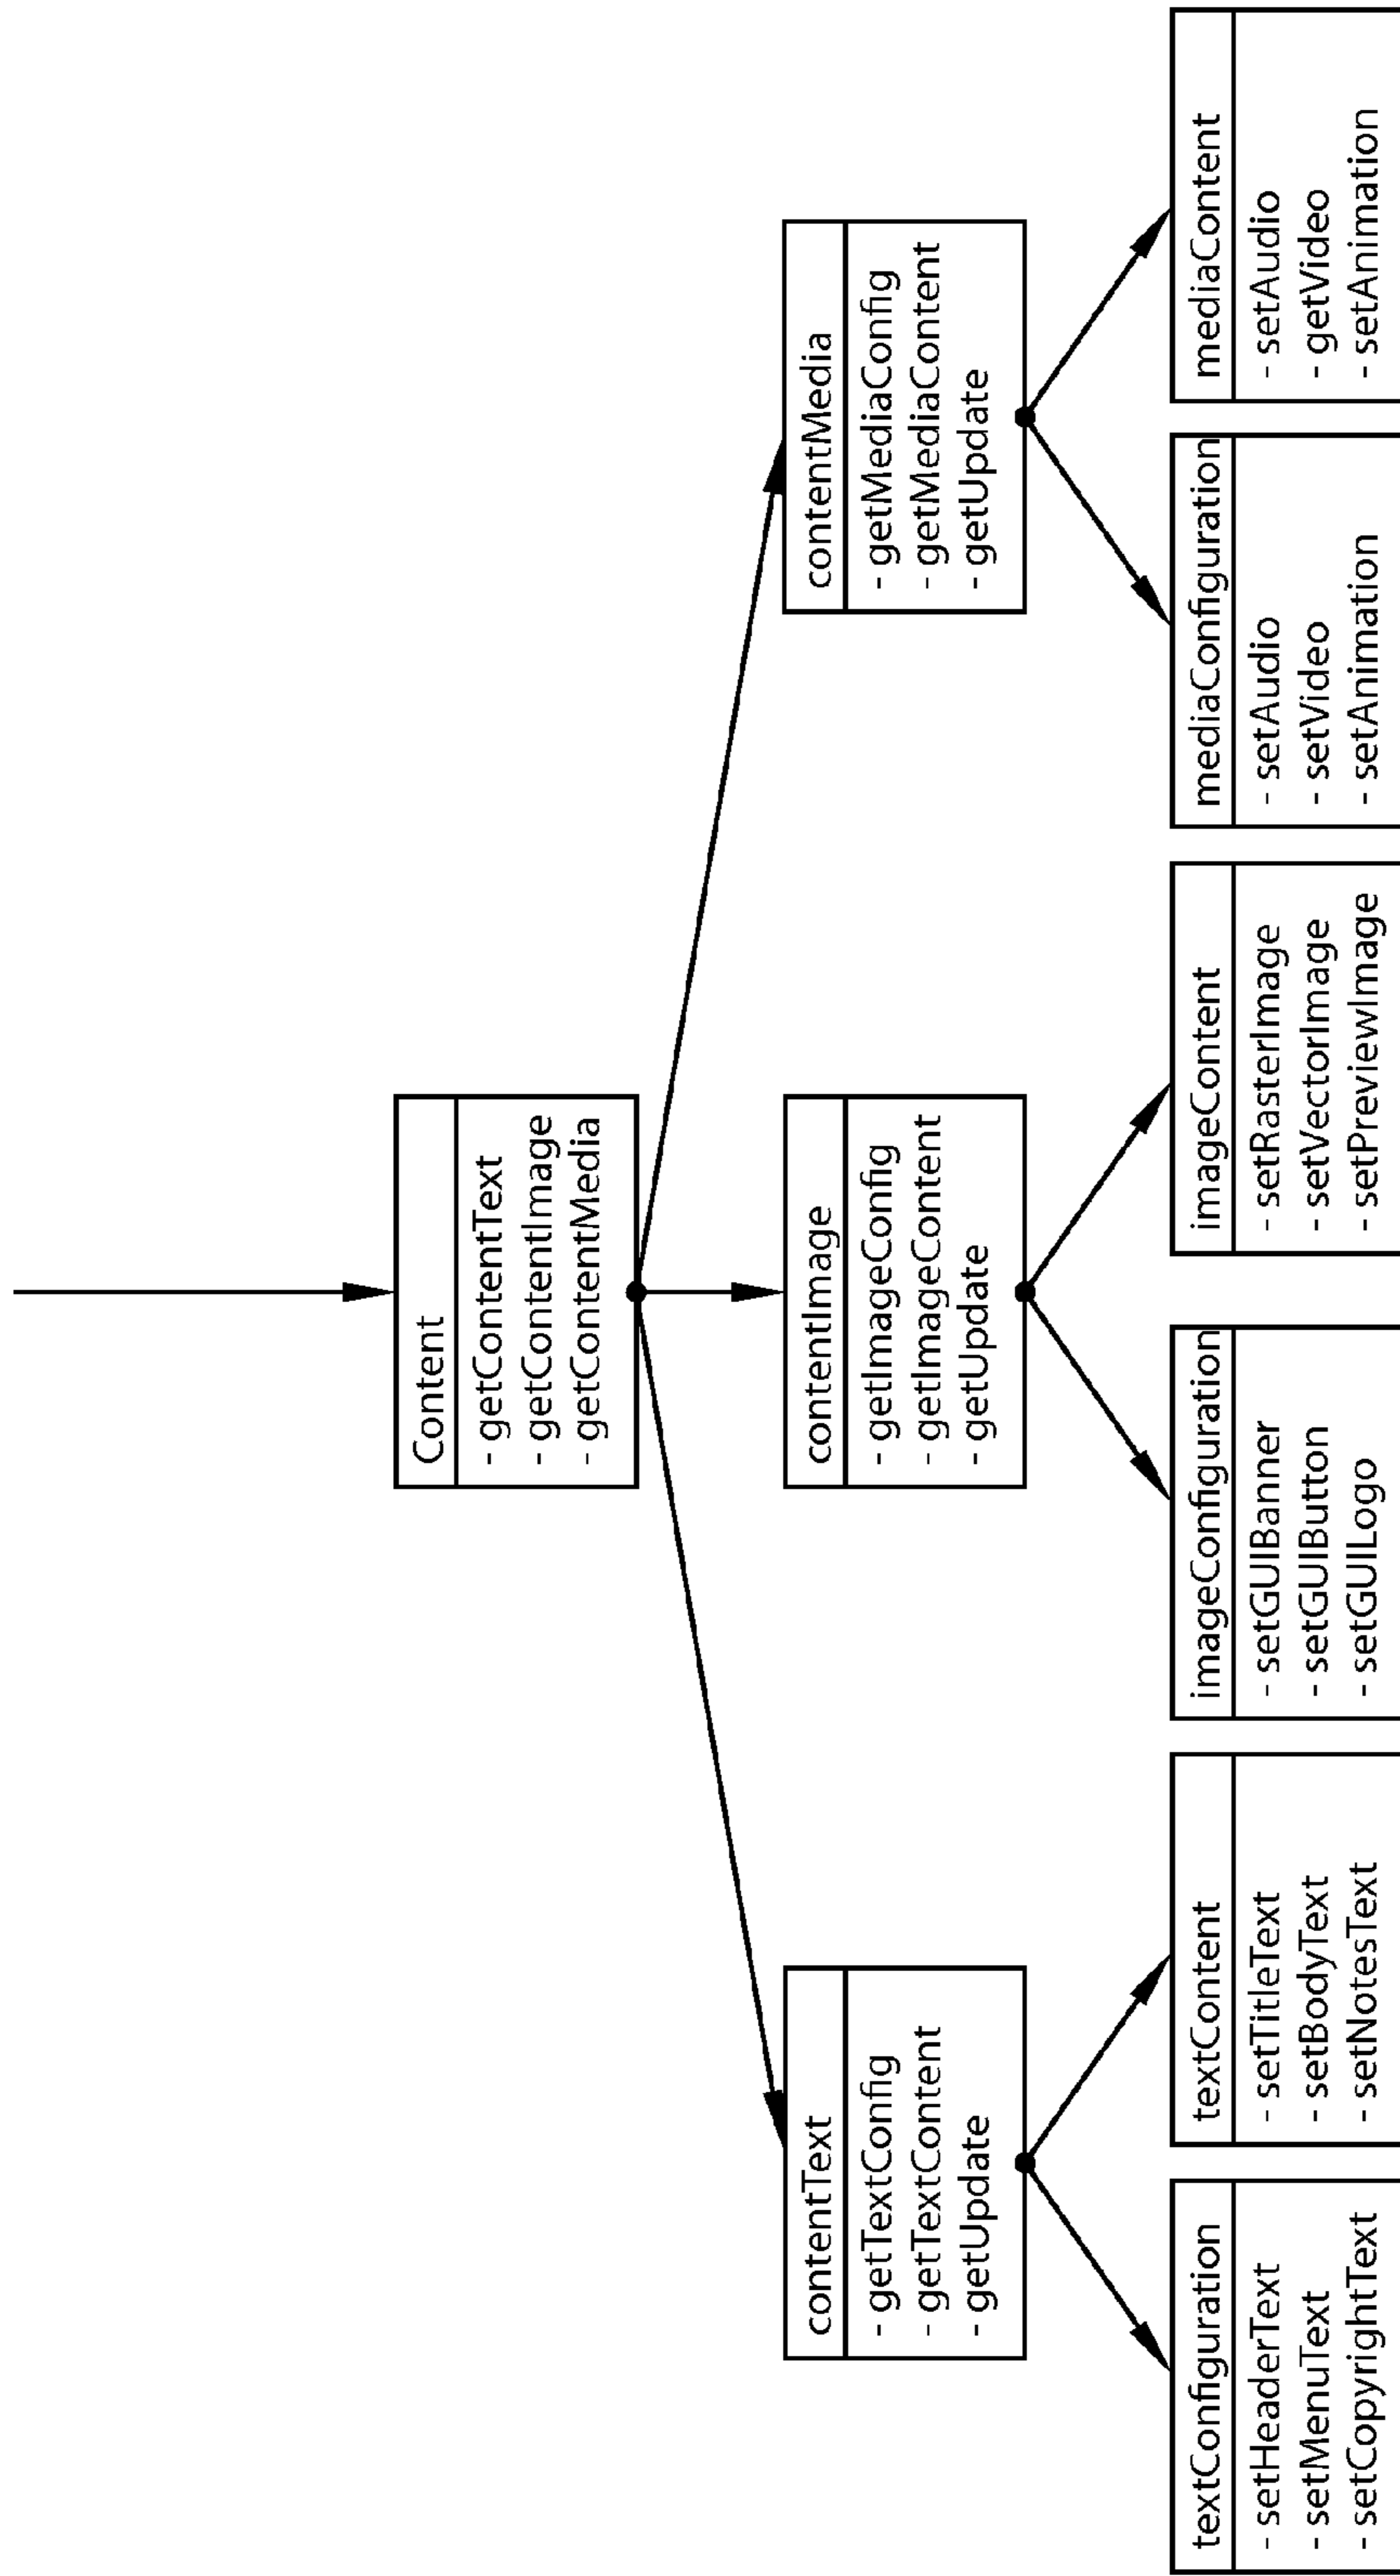 Content
- getContentText
- getContentImage
- getContentMedia
contentText
- getTextConfig
- getTextContent
- getUpdate
contentImage
- getImageConfig
- getImageContent
- getUpdate
contentMedia
- getMediaConfig
- getMediaContent
- getUpdate
textConfiguration
- setHeaderText
- setMenuText
- setCopyrightText
textContent
- setTitleText
- setBodyText
- setNotesText
imageConfiguration
- setGUIBanner
- setGUIButton
- setGUILogo
imageContent
- setRasterImage
- setVectorImage
- setPreviewImage
mediaConfiguration
- setAudio
- setVideo
- setAnimation
mediaContent
- setAudio
- getVideo
- setAnimation